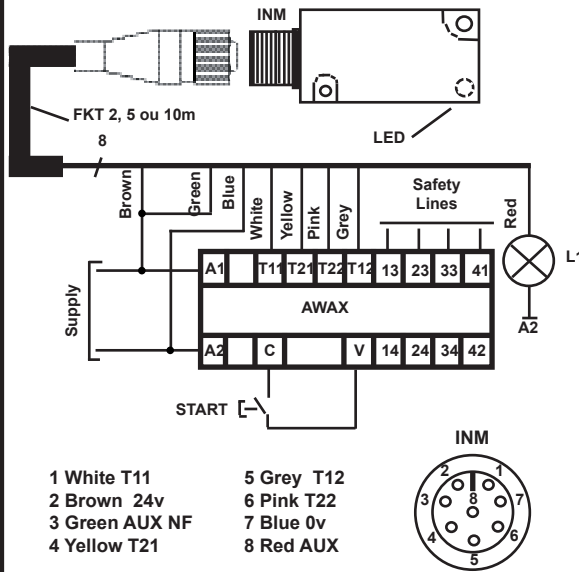 INM
FKT 2, 5 ou 10m
LED
8
Brown
Green
Blue
White
Yellow
Pink
Grey
Safety
Lines
Red
L1
A1 T11 T21 T22 T12 13 23 33 41
Supply
AWAX
A2
A2 C V 14 24 34 42
START
INM
1 White T11
2 Brown 24v
3 Green AUX NF
4 Yellow T21
5 Grey T12
6 Pink T22
7 Blue 0v
8 Red AUX
2 1
3 8 7
4 6
5